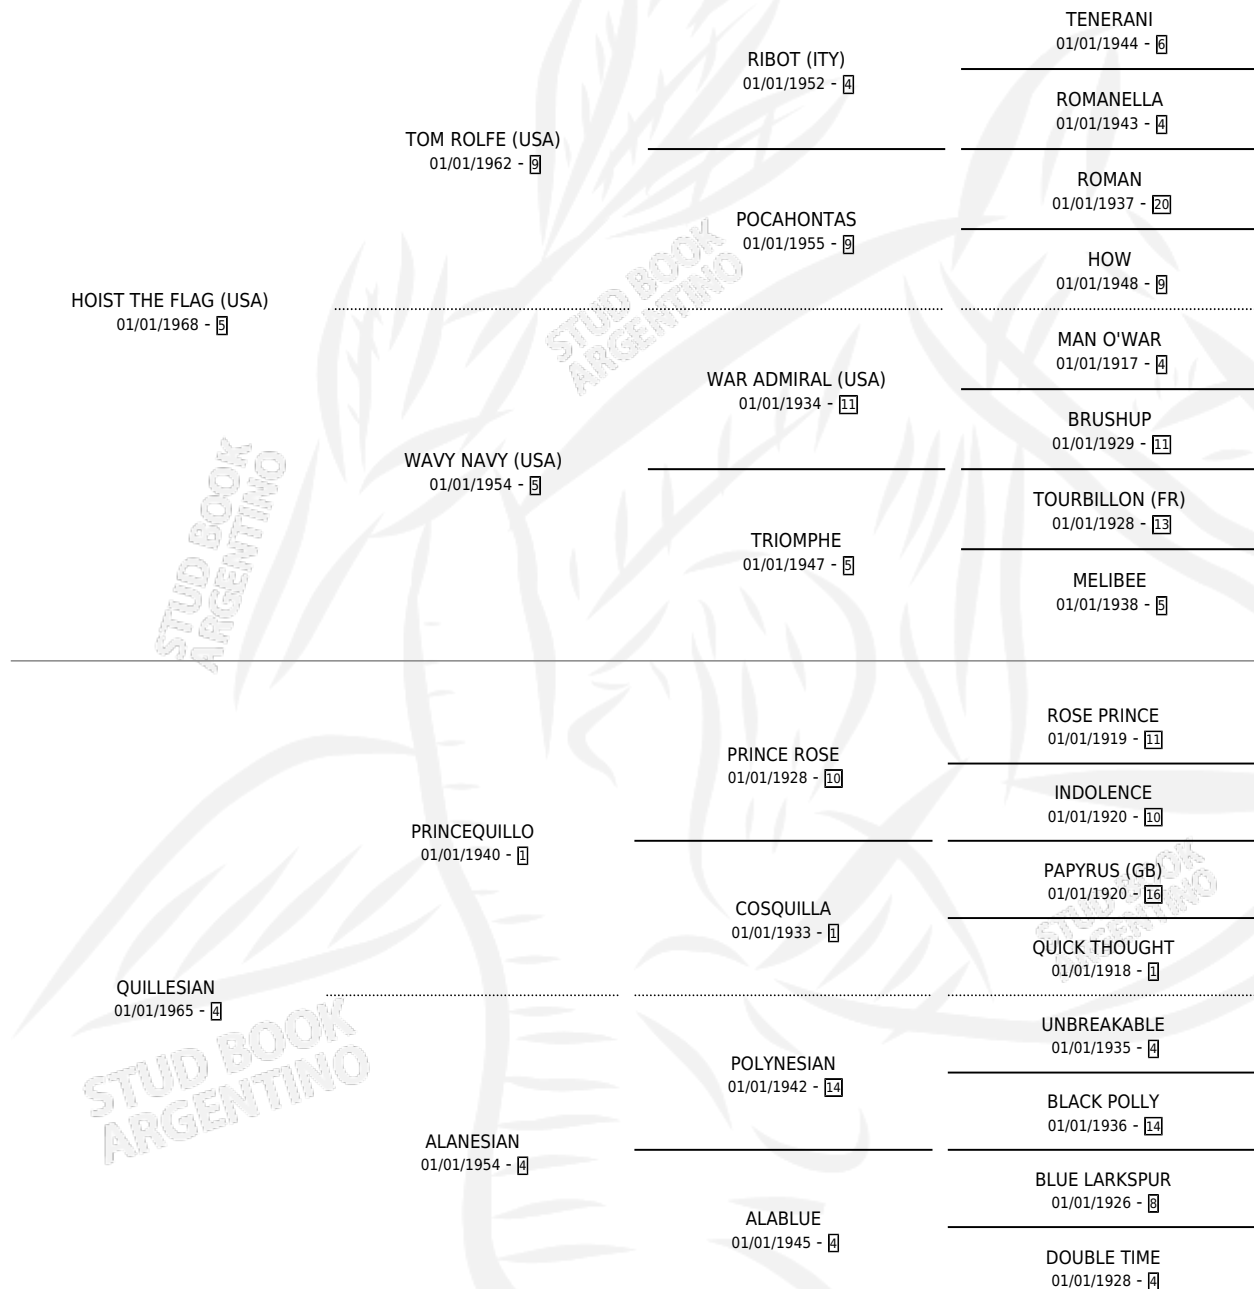 TENERANI
01/01/1944 - 6
RIBOT (ITY)
01/01/1952 - 4
ROMANELLA
01/01/1943 - 4
TOM ROLFE (USA)
01/01/1962 - 9
ROMAN
01/01/1937 - 20
POCAHONTAS
01/01/1955 - 9
HOW
01/01/1948 - 9
HOIST THE FLAG (USA)
01/01/1968 - 5
MAN O'WAR
01/01/1917 - 4
WAR ADMIRAL (USA)
01/01/1934 - 11
BRUSHUP
01/01/1929 - 11
WAVY NAVY (USA)
01/01/1954 - 5
TOURBILLON (FR)
01/01/1928 - 13
TRIOMPHE
01/01/1947 - 5
MELIBEE
01/01/1938 - 5
ROSE PRINCE
01/01/1919 - 11
PRINCE ROSE
01/01/1928 - 10
INDOLENCE
01/01/1920 - 10
PRINCEQUILLO
01/01/1940 - 1
PAPYRUS (GB)
01/01/1920 - 16
COSQUILLA
01/01/1933 - 1
QUICK THOUGHT
01/01/1918 - 1
QUILLESIAN
01/01/1965 - 4
UNBREAKABLE
01/01/1935 - 4
POLYNESIAN
01/01/1942 - 14
BLACK POLLY
01/01/1936 - 14
ALANESIAN
01/01/1954 - 4
BLUE LARKSPUR
01/01/1926 - 8
ALABLUE
01/01/1945 - 4
DOUBLE TIME
01/01/1928 - 4
STUD BOOK
ARGENTINO
STUD BOOK
ARGENTINO
STUD BOOK
ARGENTINO
STUD BOOK
ARGENTINO